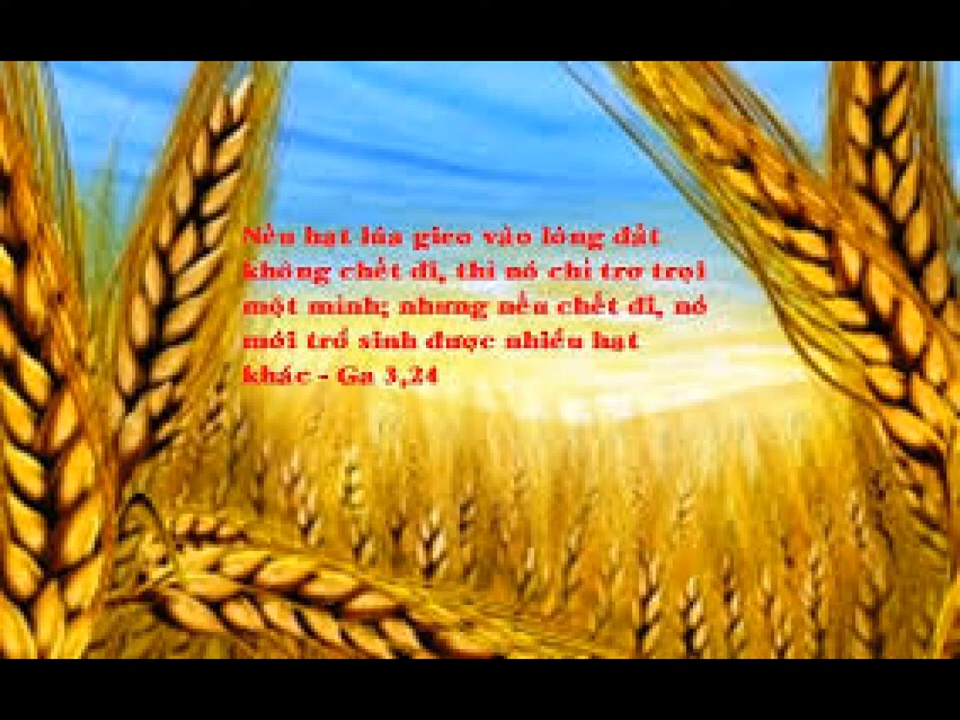 Nếu hạt lúa gieo vào lòng đất
không chết đi, thì nó chỉ trơ trọi
một mình; nhưng nếu chết đi, nó
mới trổ sinh được nhiều hạt
khác - Ga 3,24